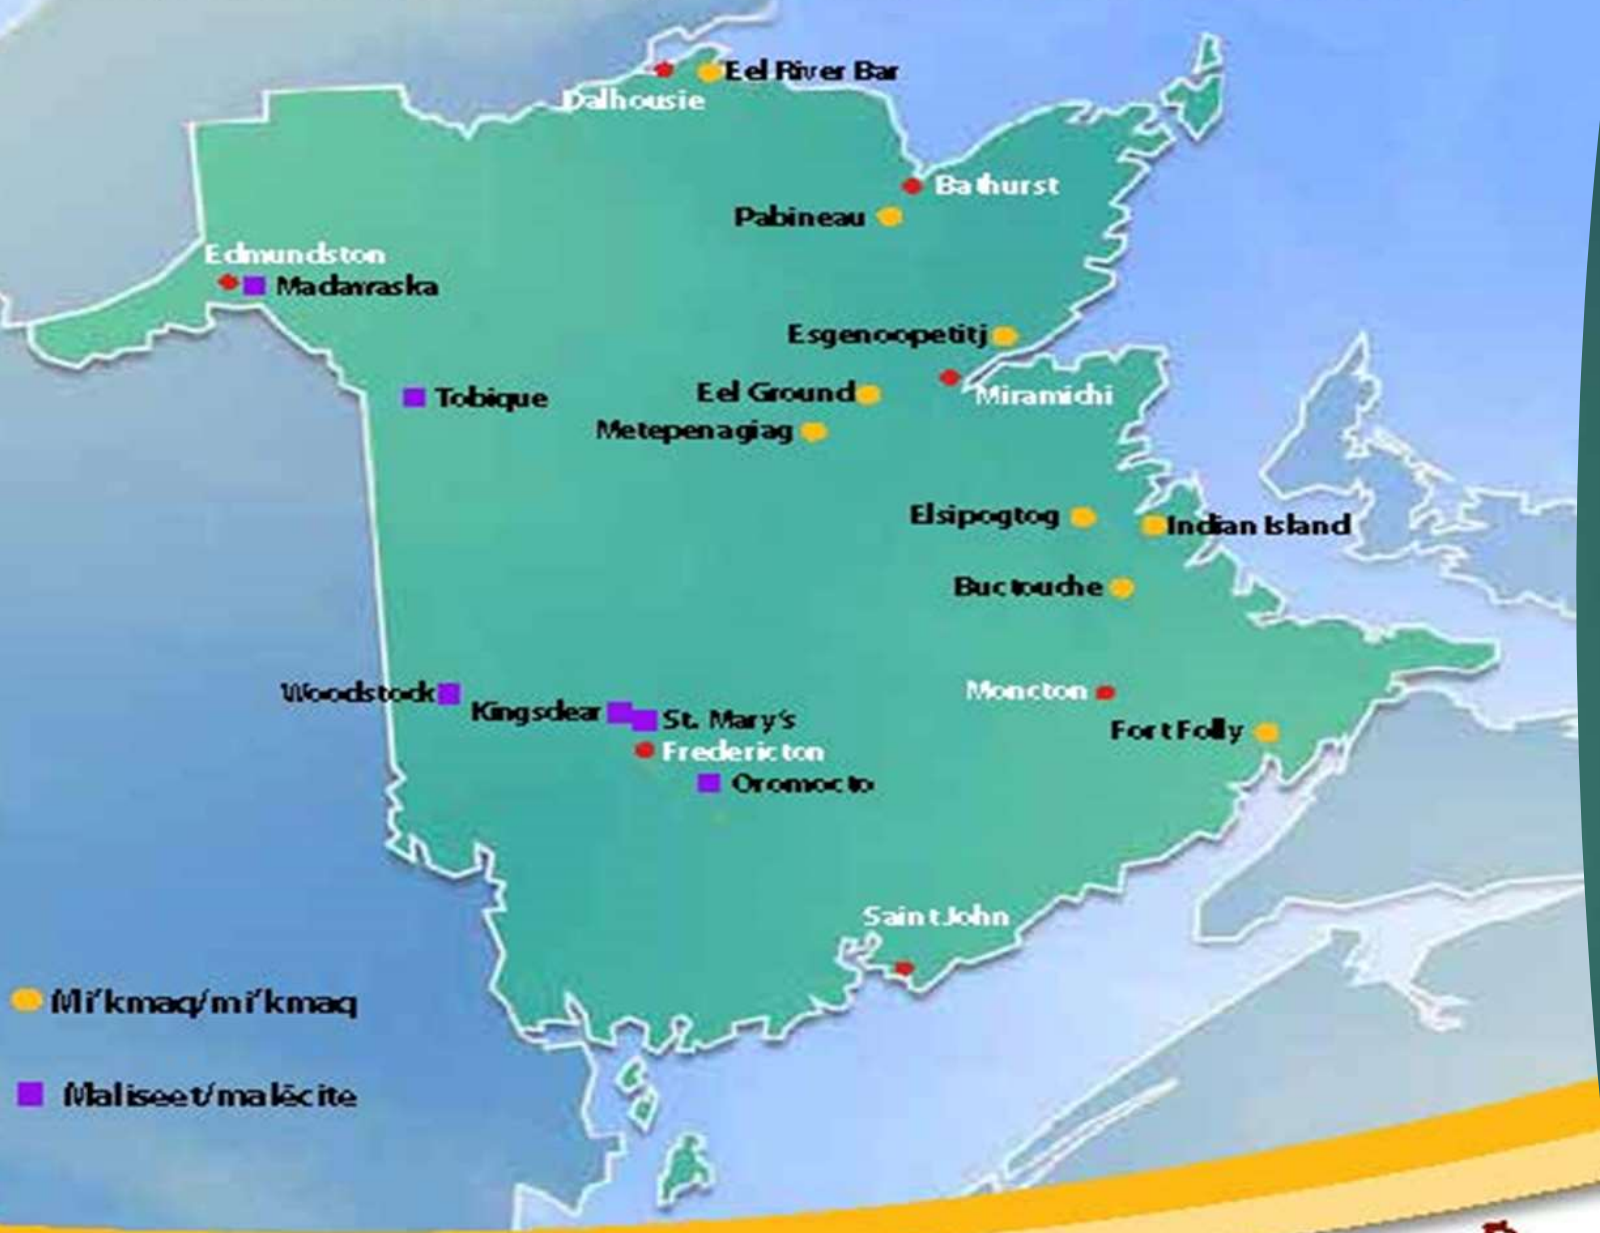 Eel River Bar
Dalhousie
Bathurst
Pabineau
Edmundston
Madawaska
Esgenoopetitj
Eel Ground
Miramichi
Tobique
Metepenagiag
Elsipogtog
Indian Island
Buctouche
Woodstock
Moncton
Kingsclear
St. Mary's
Fort Folly
Fredericton
Oromocto
Saint John
Mi'kmaq/mi'kmaq
Maliseet/malécite